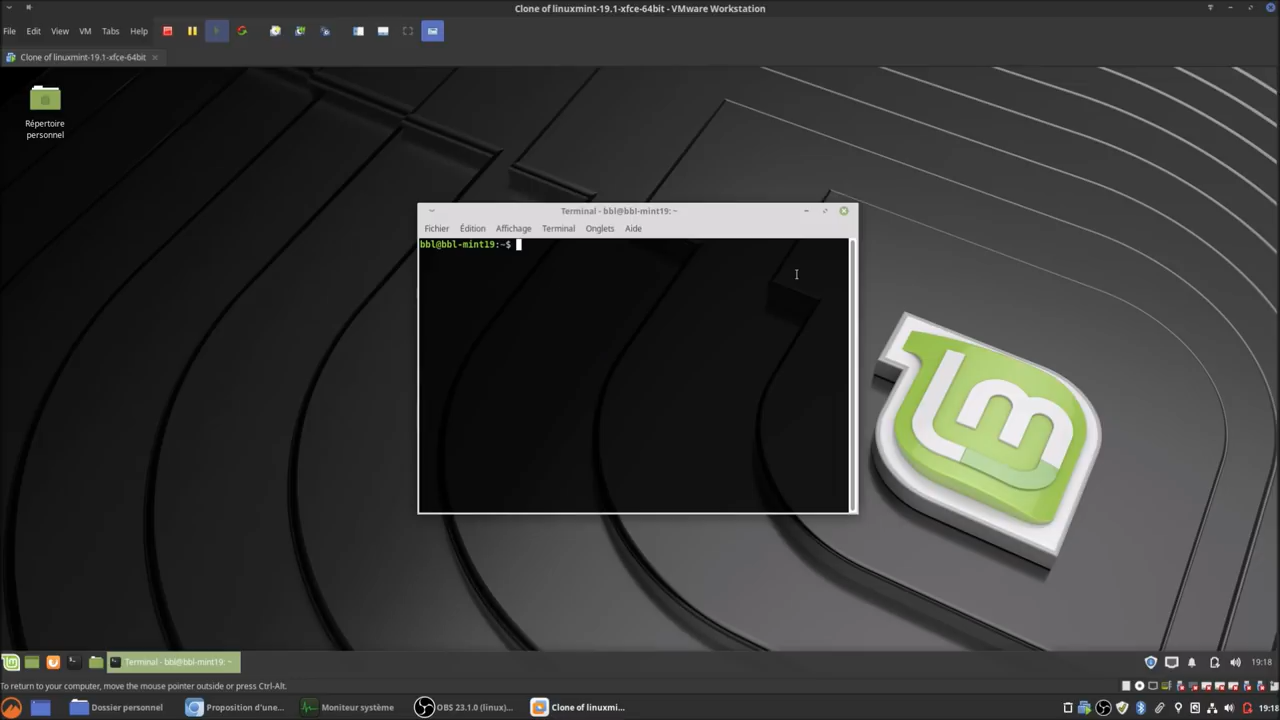 Clone of linuxmint-19.1-xfce-64bit - VMware Workstation
File Edit View VM Tabs Help
Clone of linuxmint-19.1-xfce-64bit
Répertoire
personnel
Terminal - bbl@bbl-mint19: ~
Fichier Édition Affichage Terminal Onglets Aide
bbl@bbl-mint19:~$
lm
Terminal - bbl@bbl-mint19: ~
19:18
To return to your computer, move the mouse pointer outside or press Ctrl-Alt.
Dossier personnel
Proposition d'une...
Moniteur système
OBS 23.1.0 (linux)...
Clone of linuxmi...
19:18